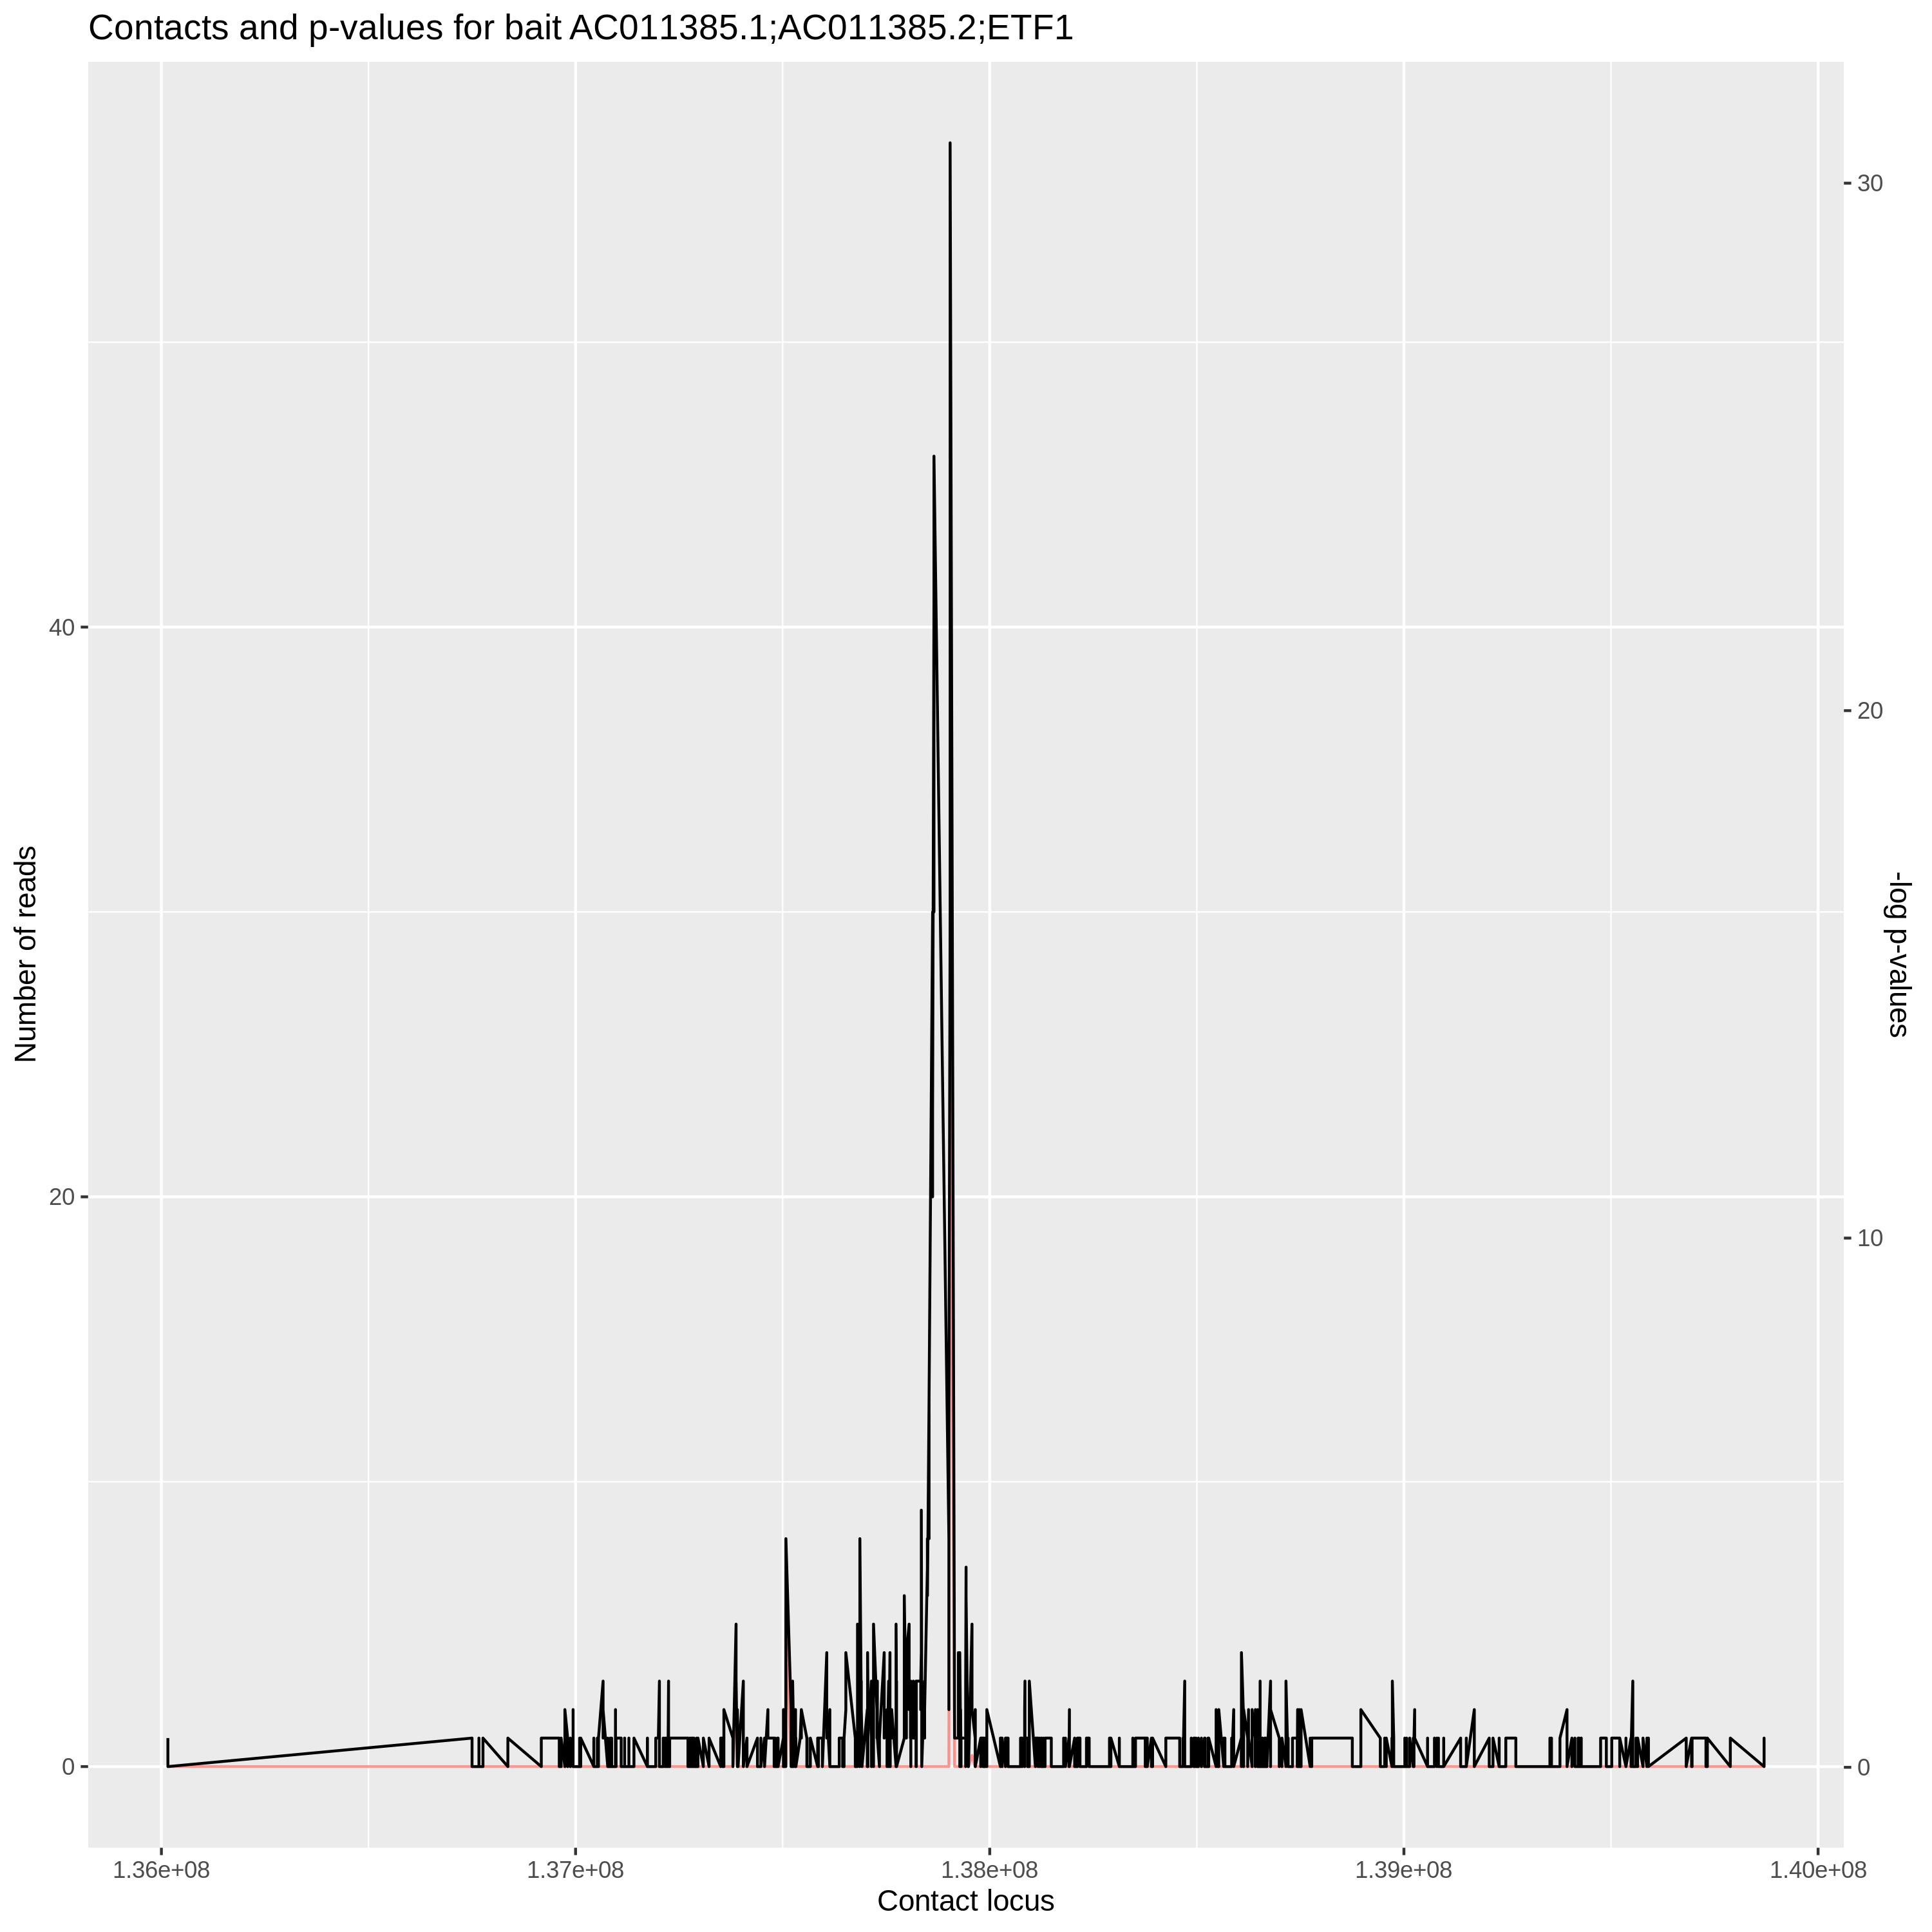 Contacts and p-values for bait AC011385.1;AC011385.2;ETF1
Number of reads
40
20
0
30
20
10
0
-log p-values
1.36e+08 1.37e+08 1.38e+08 1.39e+08 1.40e+08
Contact locus